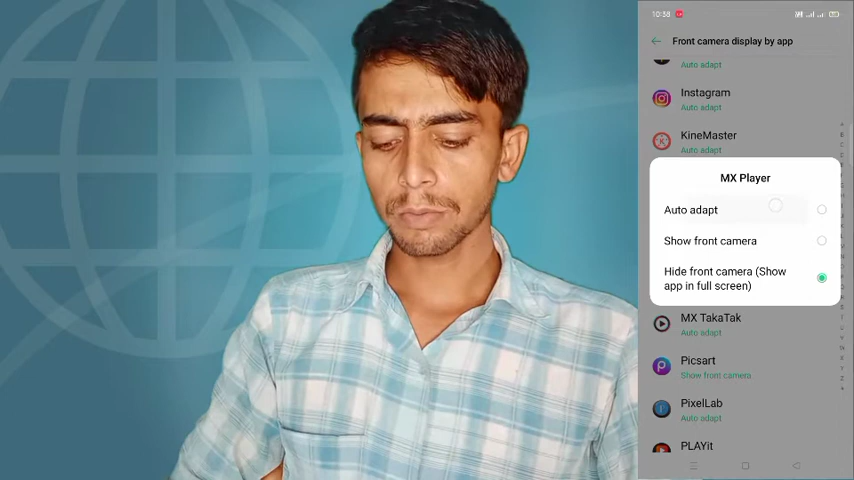 10:38
Front camera display by app
Auto adapt
Instagram
Auto adapt
KineMaster
Auto adapt
MX Player
Auto adapt
Show front camera
Hide front camera (Show
app in full screen)
MX TakaTak
Auto adapt
Picsart
Show front camera
PixelLab
Auto adapt
PLAYit